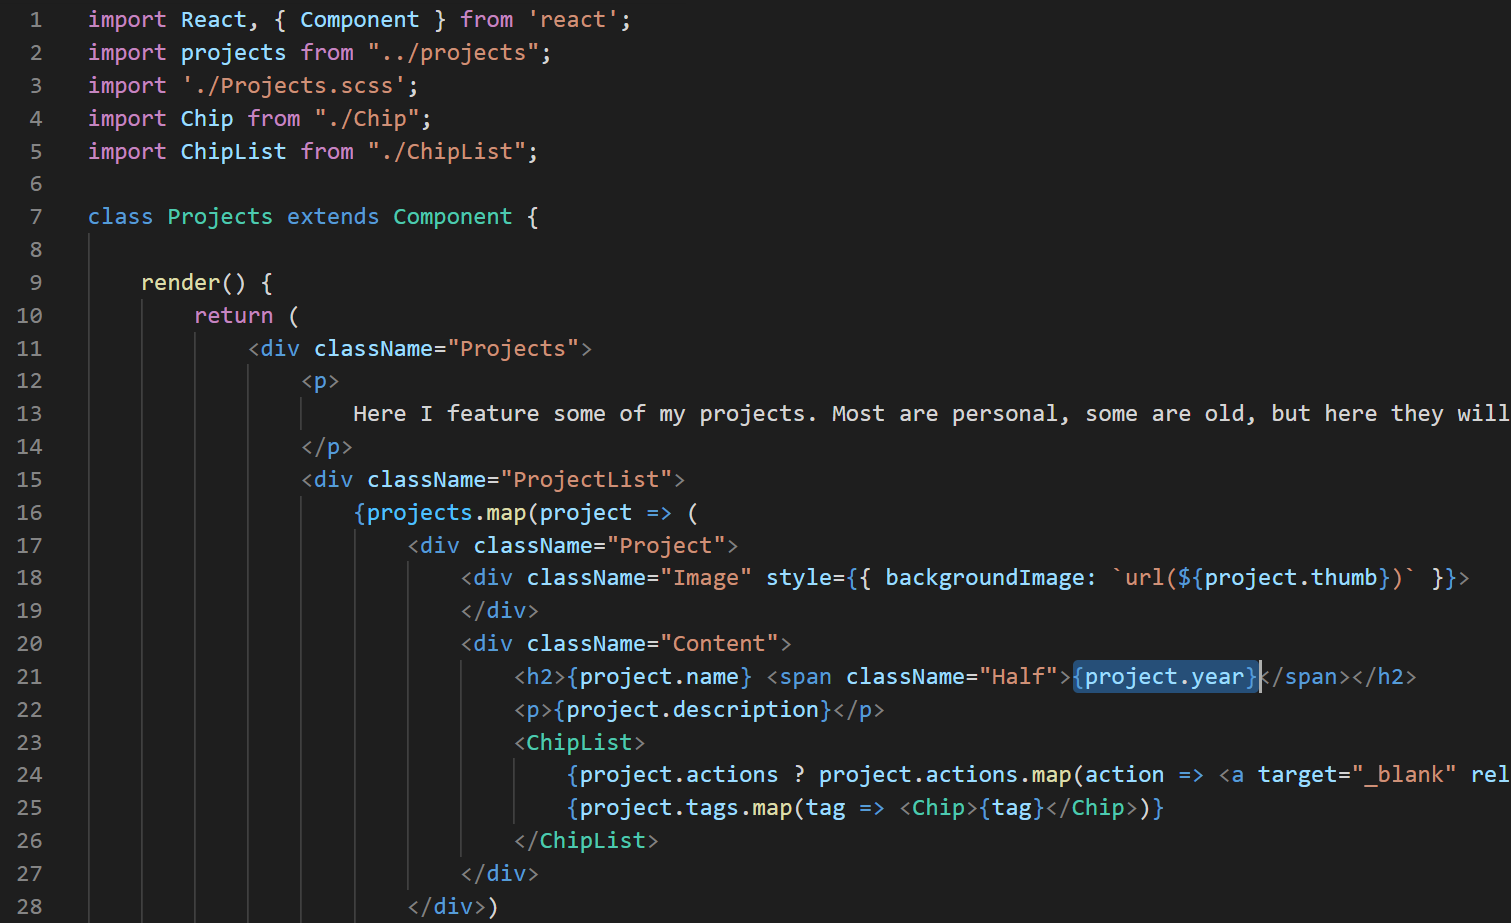 1 import React, { Component } from 'react';
2 import projects from "../projects";
3 import './Projects.scss';
4 import Chip from "./Chip";
5 import ChipList from "./ChipList";
6
7 class Projects extends Component {
8
9 render() {
10 return (
11 <div className="Projects">
12 <p>
13 Here I feature some of my projects. Most are personal, some are old, but here they will
14 </p>
15 <div className="ProjectList">
16 {projects.map(project => (
17 <div className="Project">
18 <div className="Image" style={{ backgroundImage: `url(${project.thumb})` }}>
19 </div>
20 <div className="Content">
21 <h2>{project.name} <span className="Half">{project.year}</span></h2>
22 <p>{project.description}</p>
23 <ChipList>
24 {project.actions ? project.actions.map(action => <a target="_blank" rel
25 {project.tags.map(tag => <Chip>{tag}</Chip>)}
26 </ChipList>
27 </div>
28 </div>)